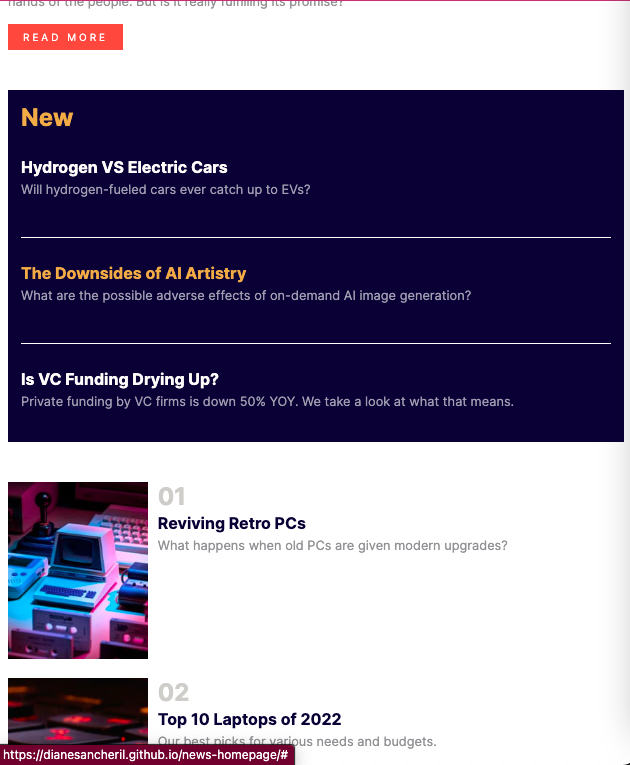 hands of the people. But is it really fulfilling its promise?
READ MORE
New
Hydrogen VS Electric Cars
Will hydrogen-fueled cars ever catch up to EVs?
The Downsides of AI Artistry
What are the possible adverse effects of on-demand AI image generation?
Is VC Funding Drying Up?
Private funding by VC firms is down 50% YOY. We take a look at what that means.
01
Reviving Retro PCs
What happens when old PCs are given modern upgrades?
02
Top 10 Laptops of 2022
Our best picks for various needs and budgets.
https://dianesancheril.github.io/news-homepage/#